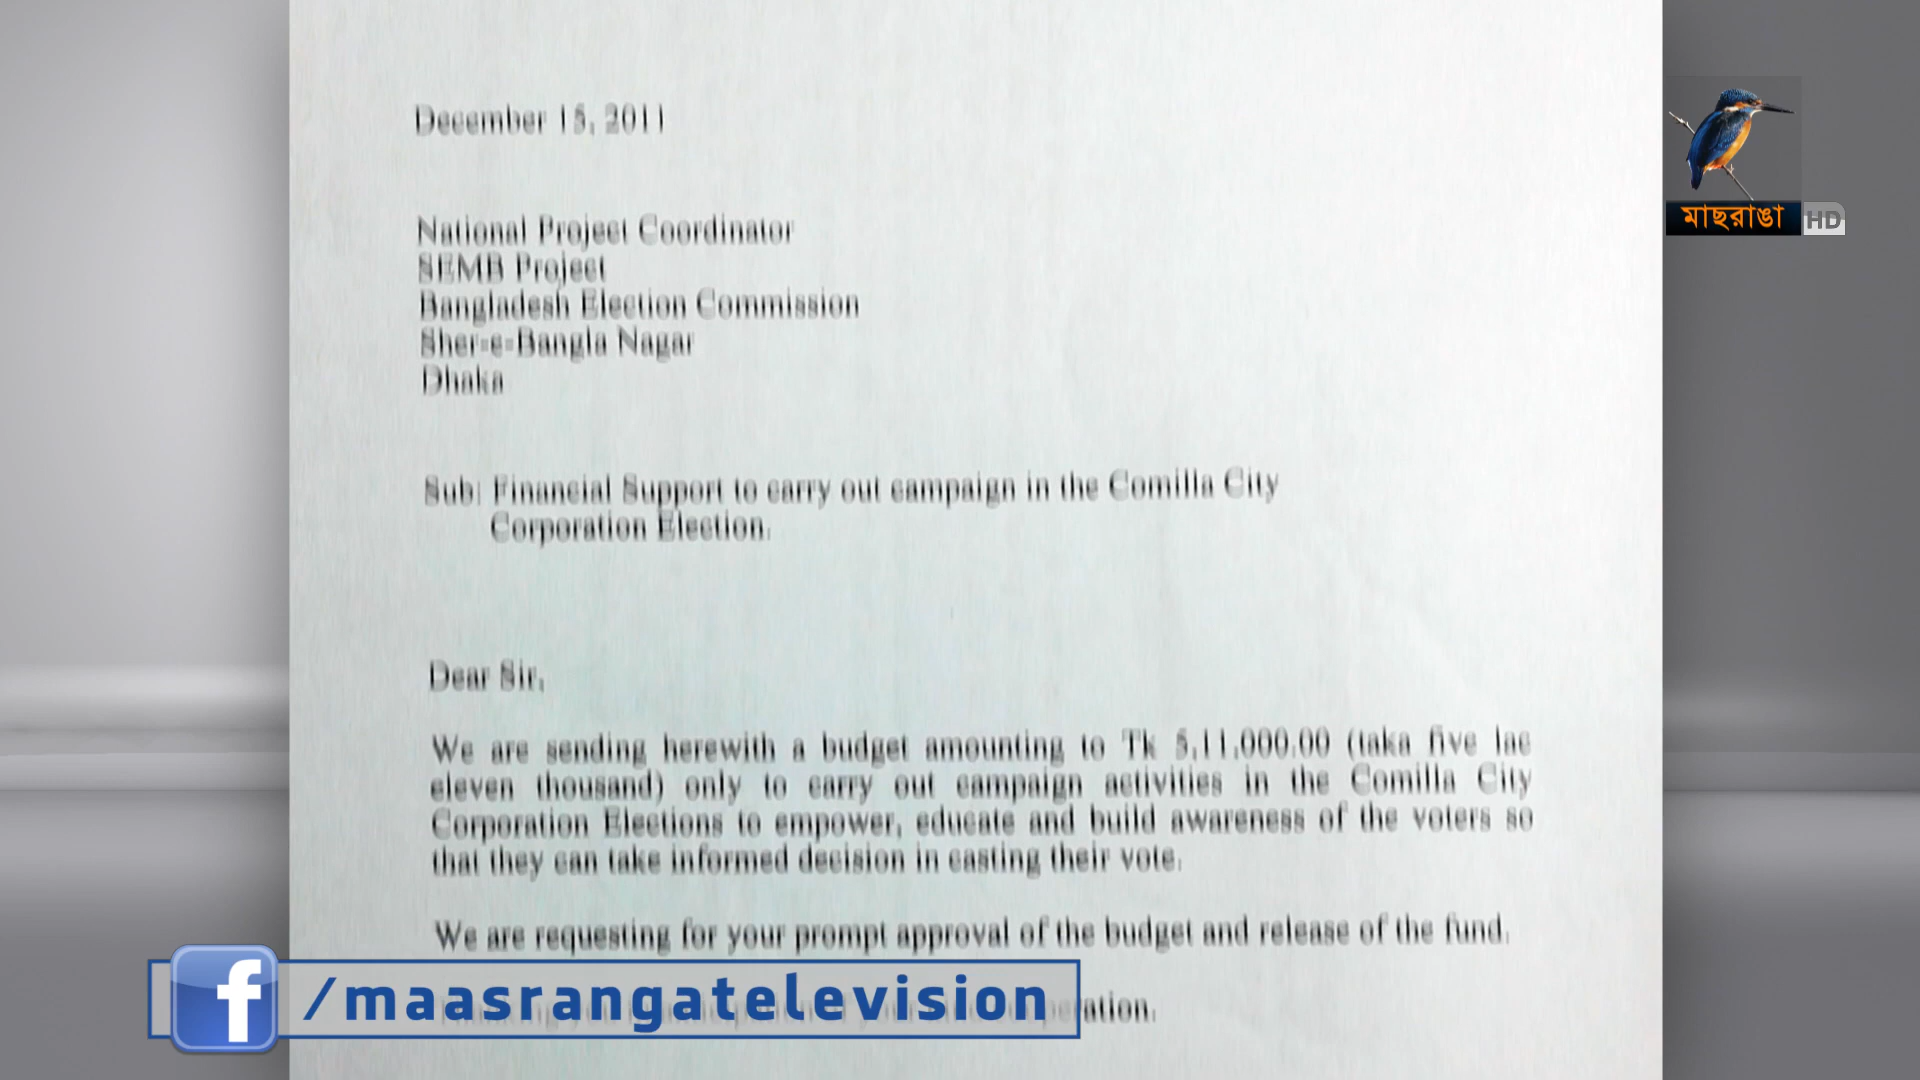 December 15, 2011
National Project Coordinator
SEMB Project
Bangladesh Election Commission
Sher-e-Bangla Nagar
Dhaka
Sub: Financial Support to carry out campaign in the Comilla City
Corporation Election.
Dear Sir,
We are sending herewith a budget amounting to Tk 5,11,000.00 (taka five lac
eleven thousand) only to carry out campaign activities in the Comilla City
Corporation Elections to empower, educate and build awareness of the voters so
that they can take informed decision in casting their vote.
We are requesting for your prompt approval of the budget and release of the fund.
/maasrangatelevision
মাছরাঙা HD